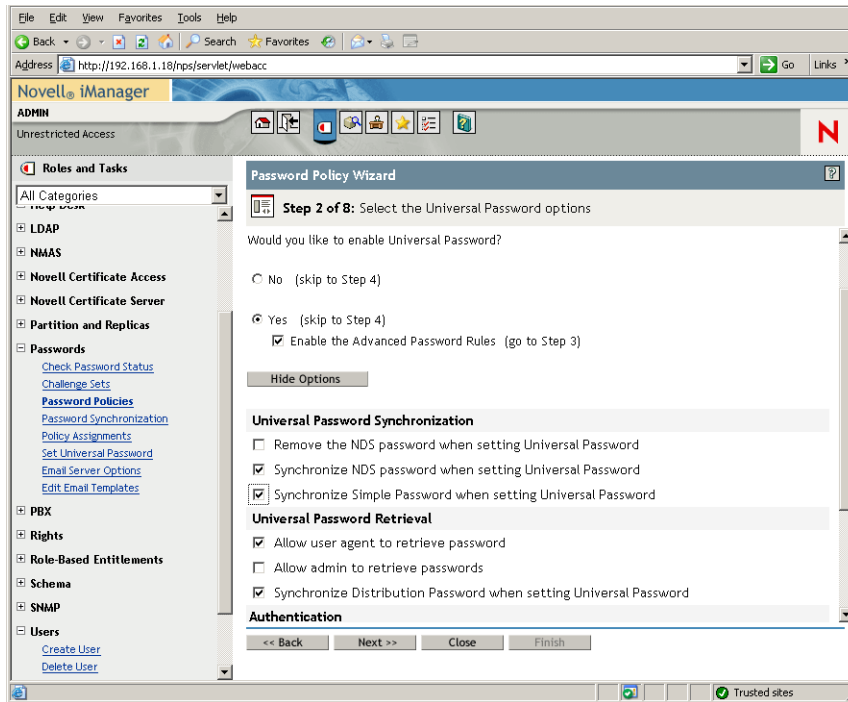 File Edit View Favorites Tools Help
Back Search Favorites
Address http://192.168.1.18/nps/servlet/webacc Go Links »
Novell® iManager
ADMIN
Unrestricted Access
N
Roles and Tasks
All Categories
Help Desk
LDAP
NMAS
Novell Certificate Access
Novell Certificate Server
Partition and Replicas
Passwords
Check Password Status
Challenge Sets
Password Policies
Password Synchronization
Policy Assignments
Set Universal Password
Email Server Options
Edit Email Templates
PBX
Rights
Role-Based Entitlements
Schema
SNMP
Users
Create User
Delete User
Password Policy Wizard ?
Step 2 of 8: Select the Universal Password options
Would you like to enable Universal Password?
No (skip to Step 4)
Yes (skip to Step 4)
Enable the Advanced Password Rules (go to Step 3)
Hide Options
Universal Password Synchronization
Remove the NDS password when setting Universal Password
Synchronize NDS password when setting Universal Password
Synchronize Simple Password when setting Universal Password
Universal Password Retrieval
Allow user agent to retrieve password
Allow admin to retrieve passwords
Synchronize Distribution Password when setting Universal Password
Authentication
<< Back Next >> Close Finish
Trusted sites